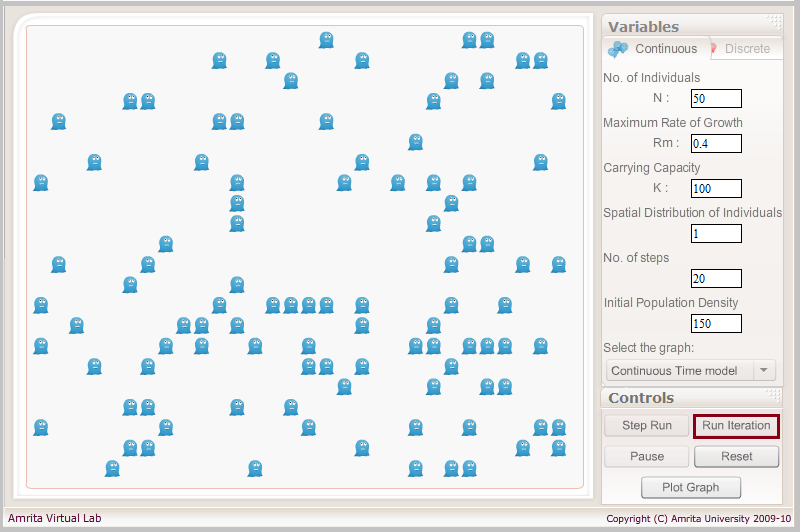 Variables
Continuous
Discrete
No. of Individuals
N : 50
Maximum Rate of Growth
Rm : 0.4
Carrying Capacity
K : 100
Spatial Distribution of Individuals
1
No. of steps
20
Initial Population Density
150
Select the graph:
Continuous Time model
Controls
Step Run
Run Iteration
Pause
Reset
Plot Graph
Amrita Virtual Lab
Copyright (C) Amrita University 2009-10